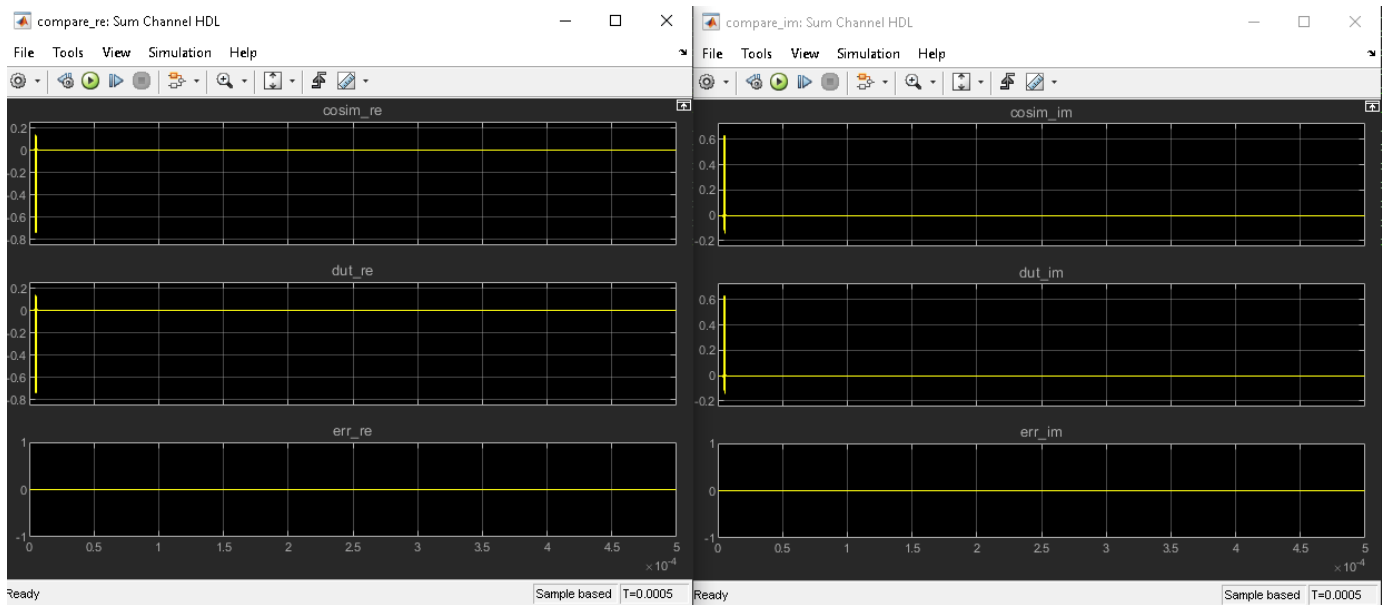 compare_re: Sum Channel HDL
File Tools View Simulation Help
cosim_re
0.2
0
-0.2
-0.4
-0.6
-0.8
dut_re
0.2
0
-0.2
-0.4
-0.6
-0.8
err_re
1
0
-1
0 0.5 1 1.5 2 2.5 3 3.5 4 4.5 5
×10-4
Ready Sample based T=0.0005
compare_im: Sum Channel HDL
File Tools View Simulation Help
cosim_im
0.6
0.4
0.2
0
-0.2
dut_im
0.6
0.4
0.2
0
-0.2
err_im
1
0
-1
0 0.5 1 1.5 2 2.5 3 3.5 4 4.5 5
×10-4
Ready Sample based T=0.0005